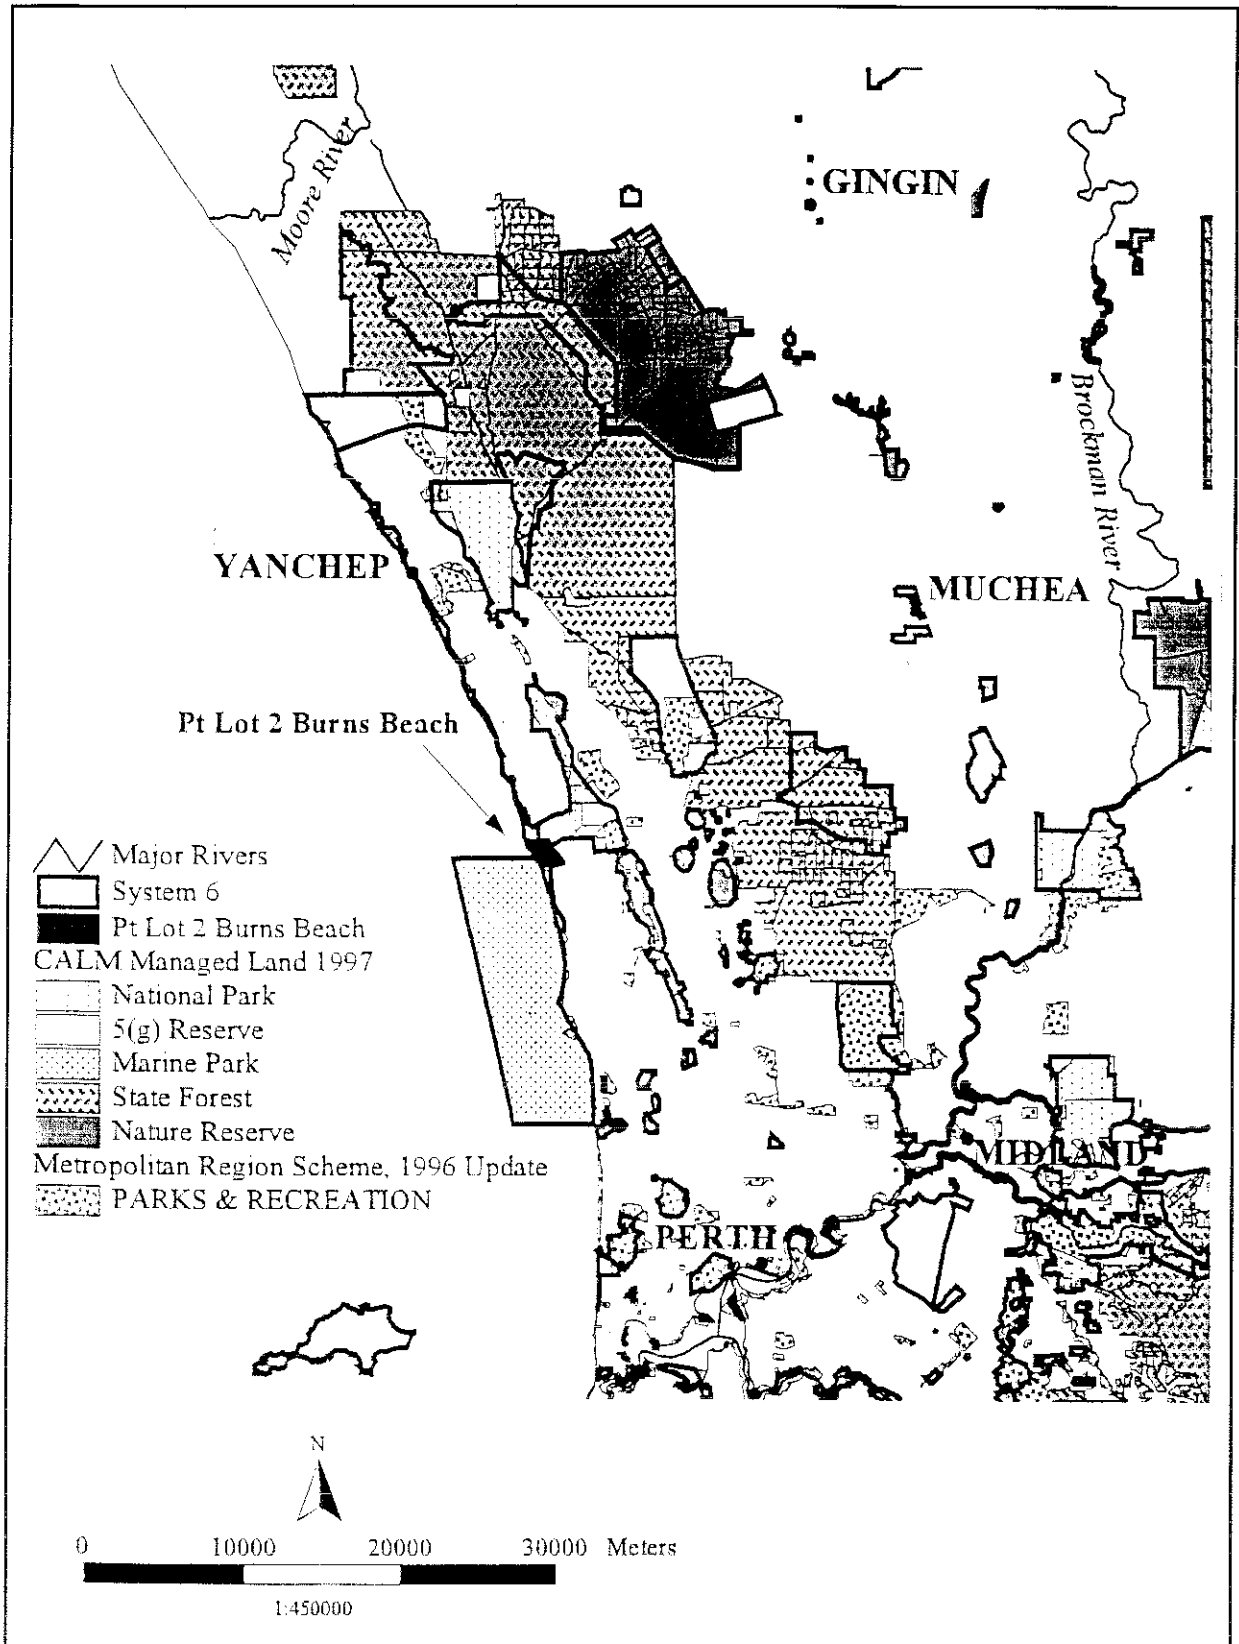 Moore River
GINGIN
Brockman River
YANCHEP
MUCHEA
Pt Lot 2 Burns Beach
Major Rivers
System 6
Pt Lot 2 Burns Beach
CALM Managed Land 1997
National Park
5(g) Reserve
Marine Park
State Forest
Nature Reserve
Metropolitan Region Scheme, 1996 Update
PARKS & RECREATION
MIDLAND
PERTH
N
0 10000 20000 30000 Meters
1:450000